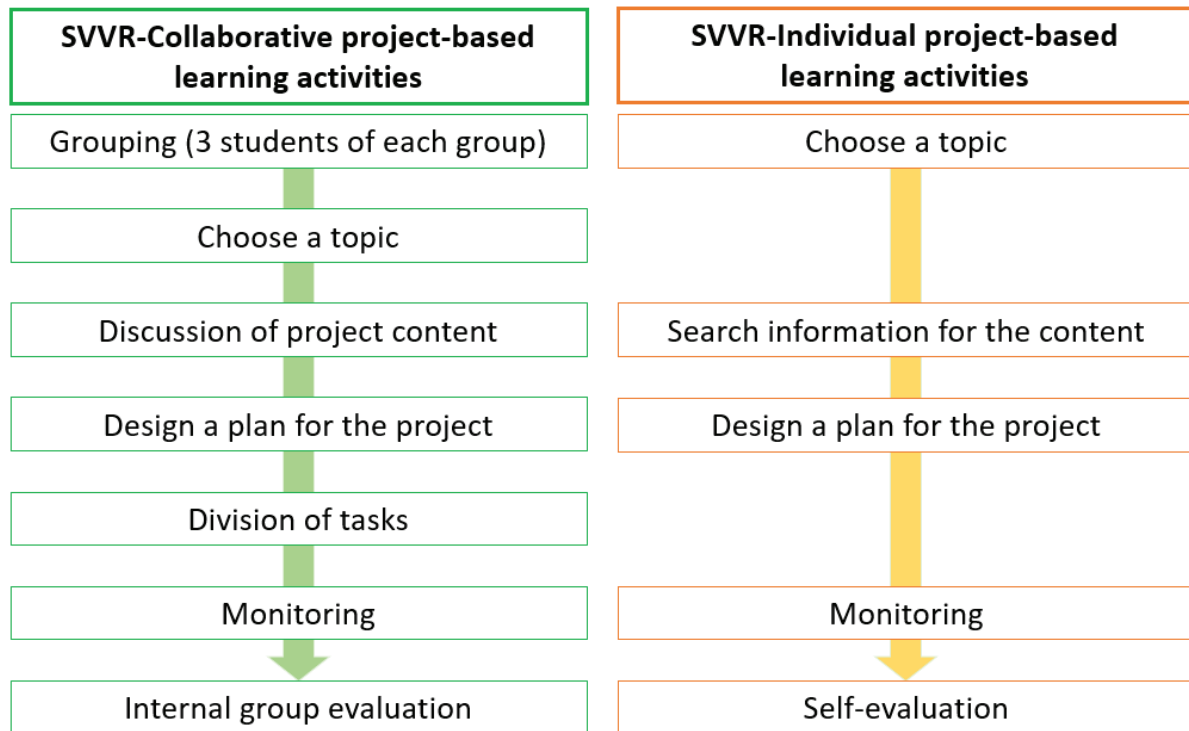 SVVR-Collaborative project-based
learning activities
Grouping (3 students of each group)
Choose a topic
Discussion of project content
Design a plan for the project
Division of tasks
Monitoring
Internal group evaluation
SVVR-Individual project-based
learning activities
Choose a topic
Search information for the content
Design a plan for the project
Monitoring
Self-evaluation